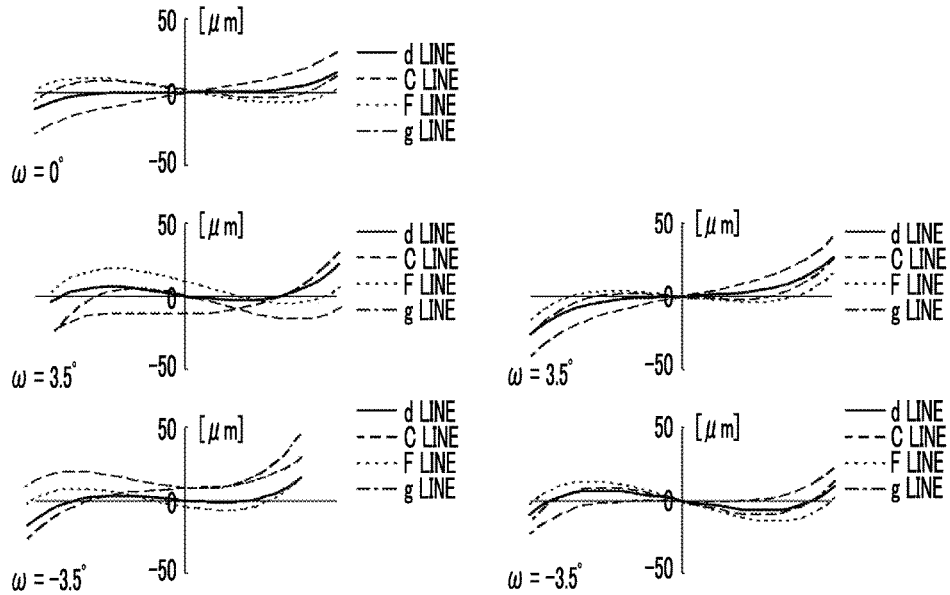 50 [μm]
d LINE
C LINE
F LINE
g LINE
0
-50
ω = 0°
50 [μm]
d LINE
C LINE
F LINE
g LINE
0
-50
ω = 3.5°
50 [μm]
d LINE
C LINE
F LINE
g LINE
0
-50
ω = 3.5°
50 [μm]
d LINE
C LINE
F LINE
g LINE
0
-50
ω = -3.5°
50 [μm]
d LINE
C LINE
F LINE
g LINE
0
-50
ω = -3.5°